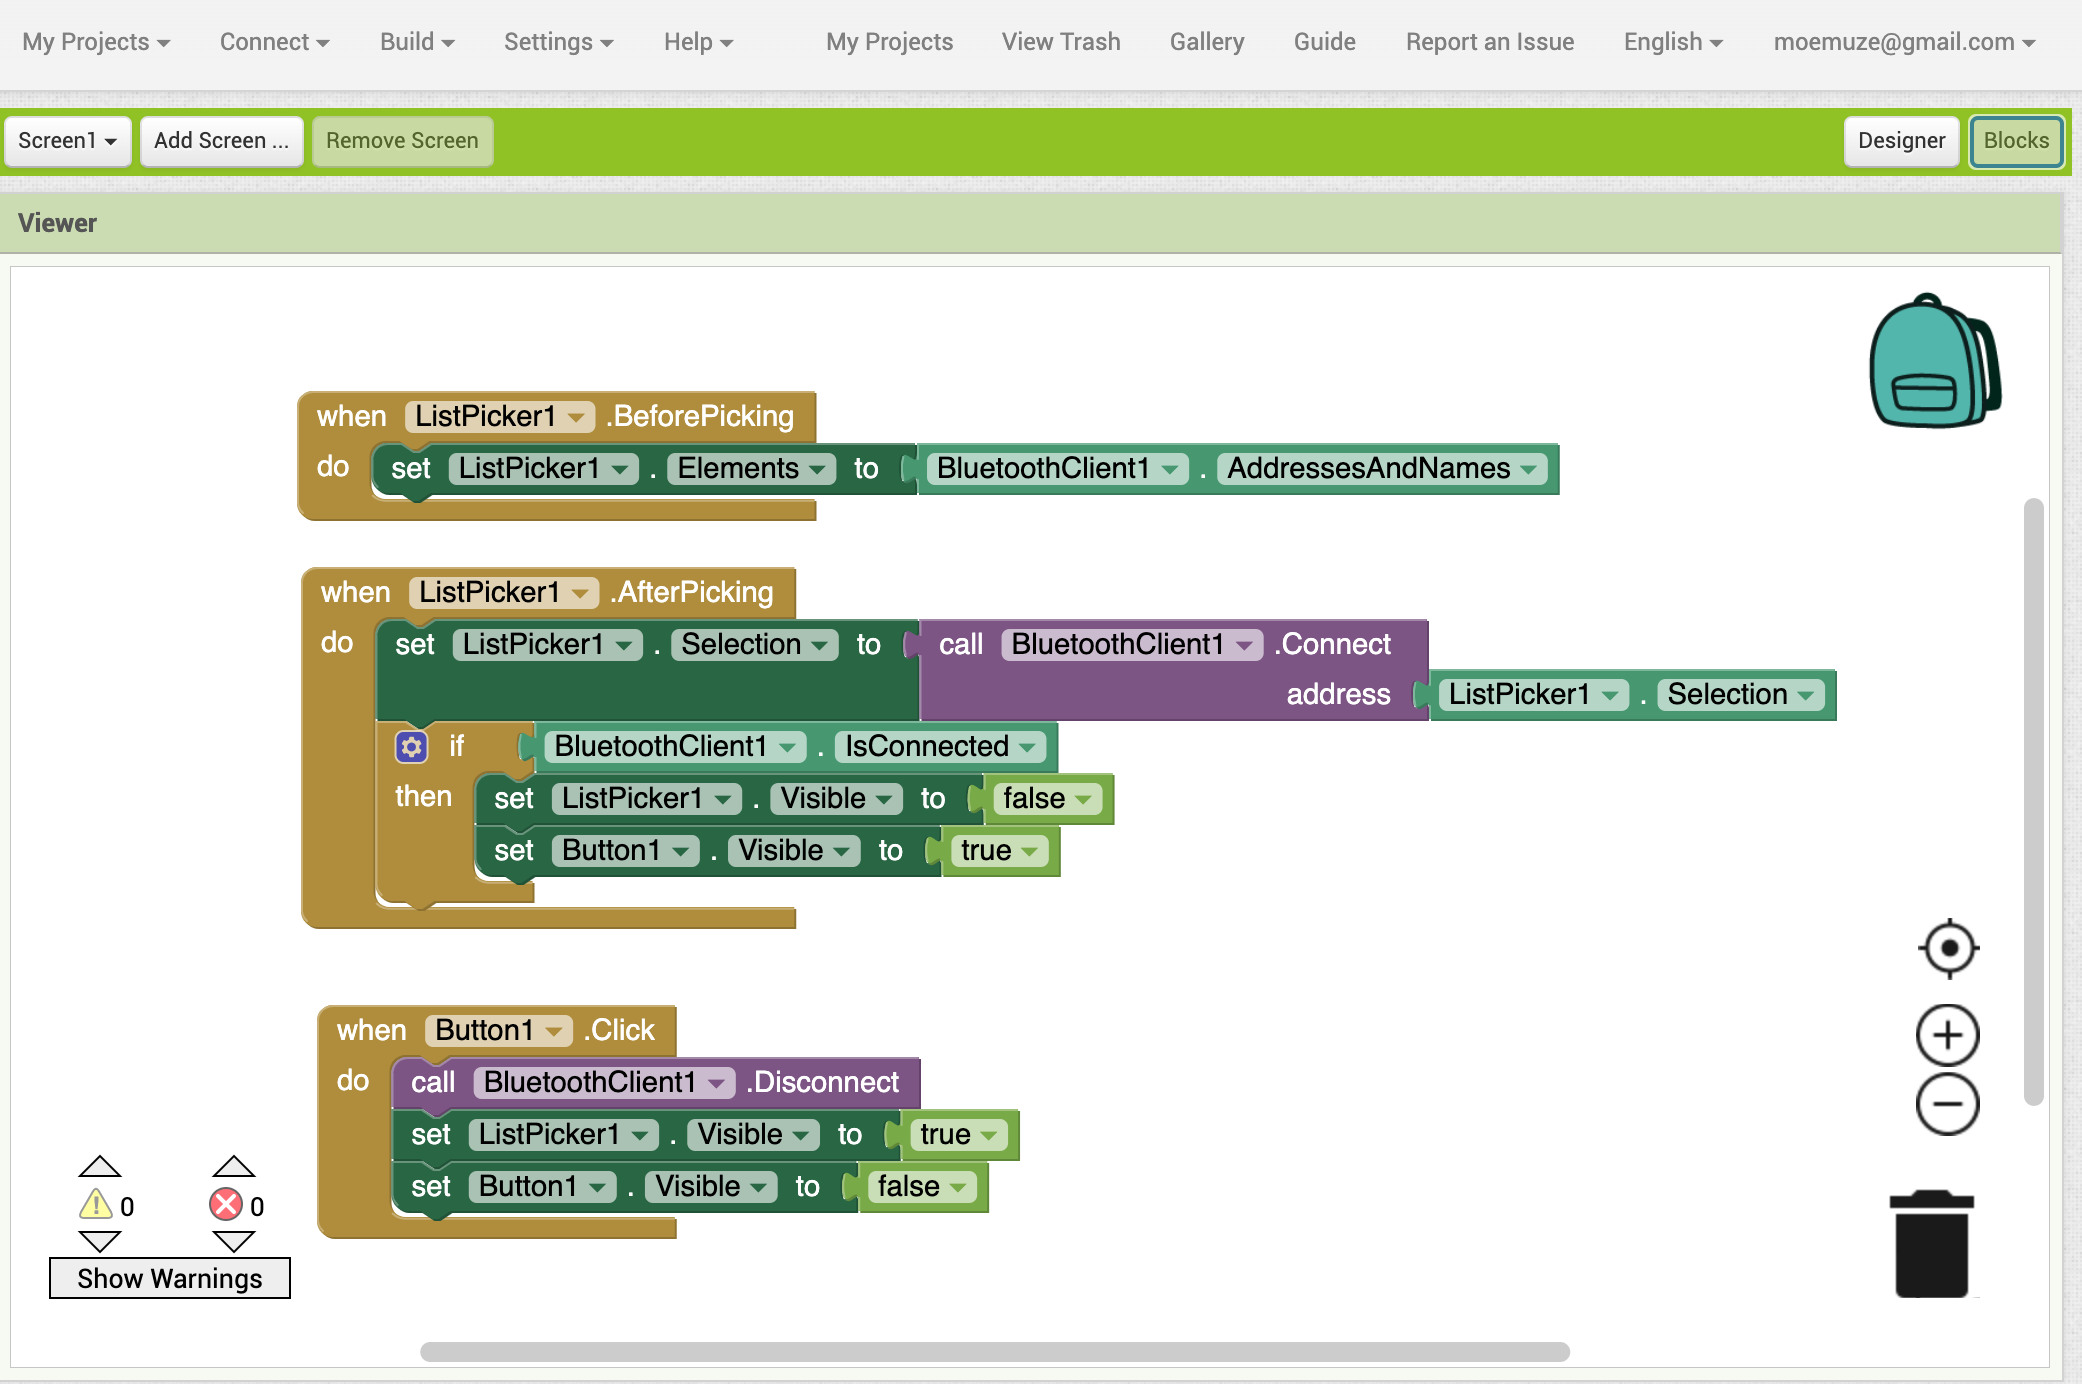 My Projects Connect Build Settings Help My Projects View Trash Gallery Guide Report an Issue English moemuze@gmail.com
Screen1 Add Screen ... Remove Screen Designer Blocks
Viewer
when ListPicker1 .BeforePicking
do set ListPicker1 . Elements to BluetoothClient1 . AddressesAndNames
when ListPicker1 .AfterPicking
do set ListPicker1 . Selection to call BluetoothClient1 .Connect
address ListPicker1 . Selection
if BluetoothClient1 . IsConnected
then set ListPicker1 . Visible to false
set Button1 . Visible to true
when Button1 .Click
do call BluetoothClient1 .Disconnect
set ListPicker1 . Visible to true
set Button1 . Visible to false
0 0
Show Warnings